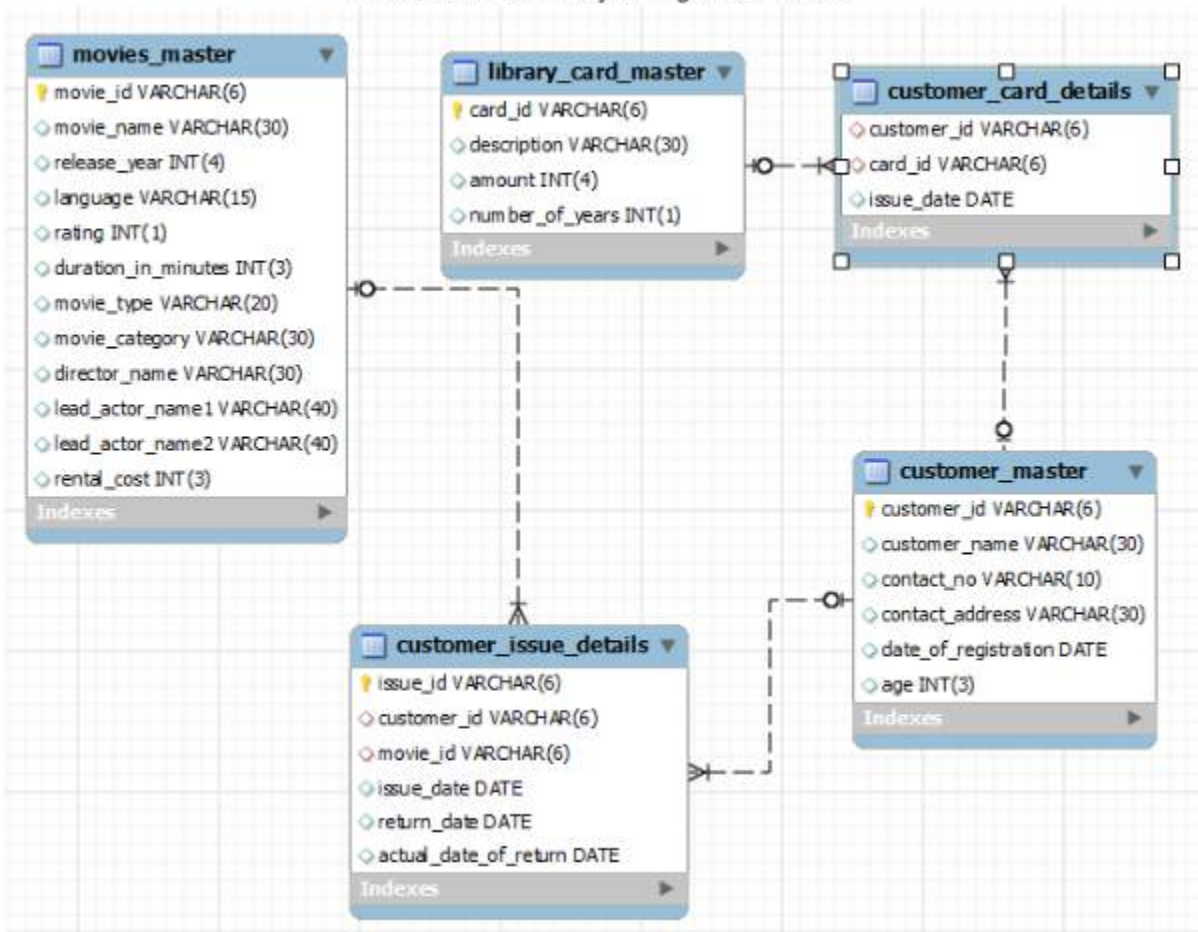 movies_master
movie_id VARCHAR(6)
movie_name VARCHAR(30)
release_year INT(4)
language VARCHAR(15)
rating INT(1)
duration_in_minutes INT(3)
movie_type VARCHAR(20)
movie_category VARCHAR(30)
director_name VARCHAR(30)
lead_actor_name1 VARCHAR(40)
lead_actor_name2 VARCHAR(40)
rental_cost INT(3)
Indexes
library_card_master
card_id VARCHAR(6)
description VARCHAR(30)
amount INT(4)
number_of_years INT(1)
Indexes
customer_card_details
customer_id VARCHAR(6)
card_id VARCHAR(6)
issue_date DATE
Indexes
customer_master
customer_id VARCHAR(6)
customer_name VARCHAR(30)
contact_no VARCHAR(10)
contact_address VARCHAR(30)
date_of_registration DATE
age INT(3)
Indexes
customer_issue_details
issue_id VARCHAR(6)
customer_id VARCHAR(6)
movie_id VARCHAR(6)
issue_date DATE
return_date DATE
actual_date_of_return DATE
Indexes